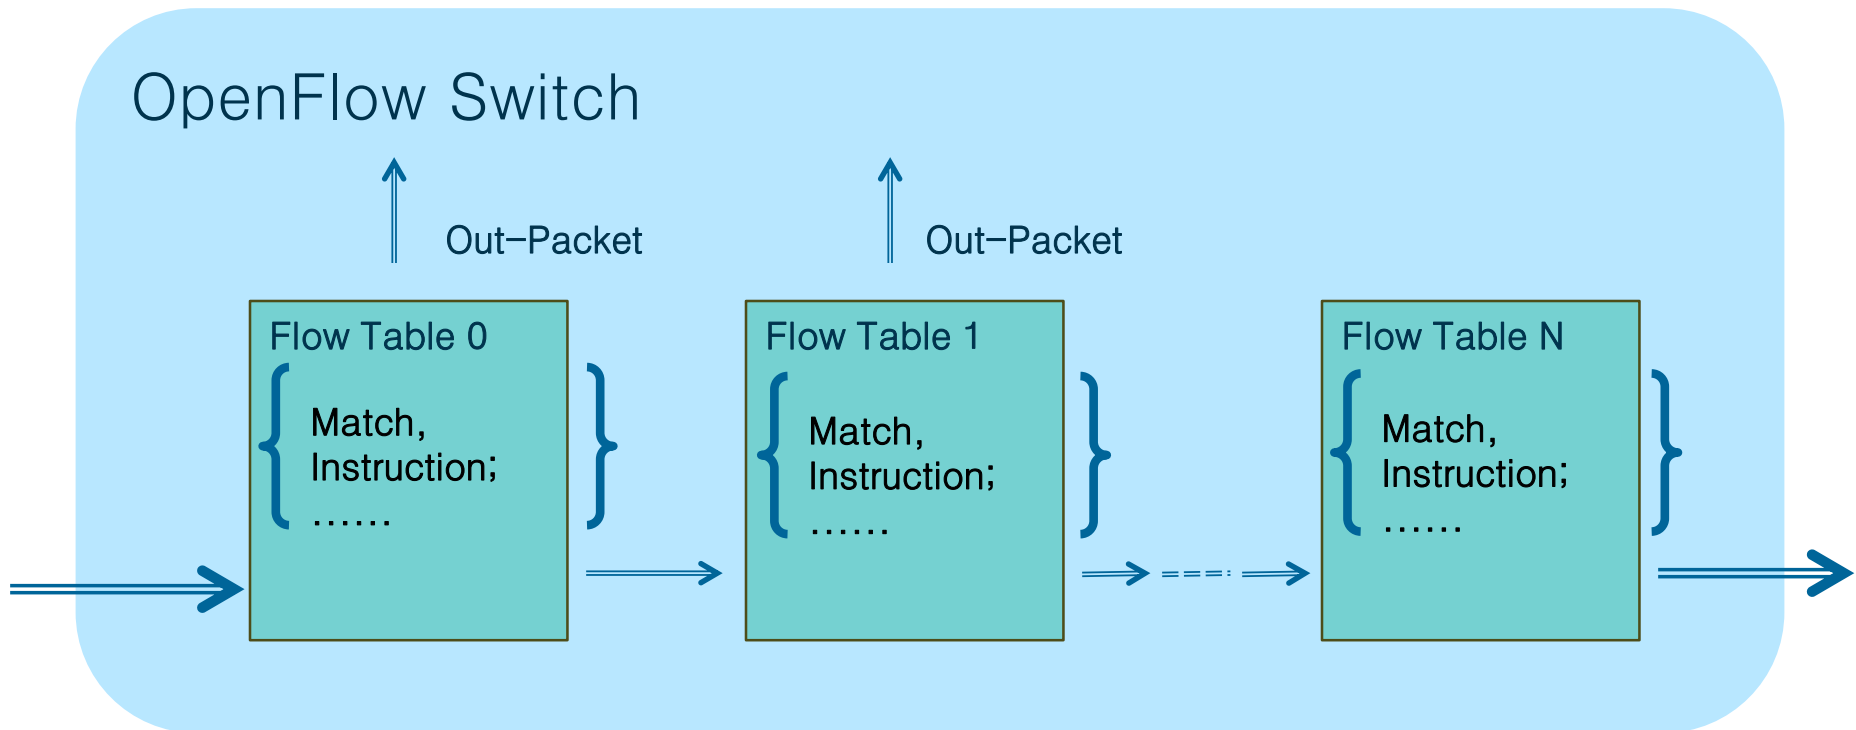 OpenFlow Switch
Out-Packet
Out-Packet
Flow Table 0
Match,
Instruction;
......
Flow Table 1
Match,
Instruction;
......
Flow Table N
Match,
Instruction;
......